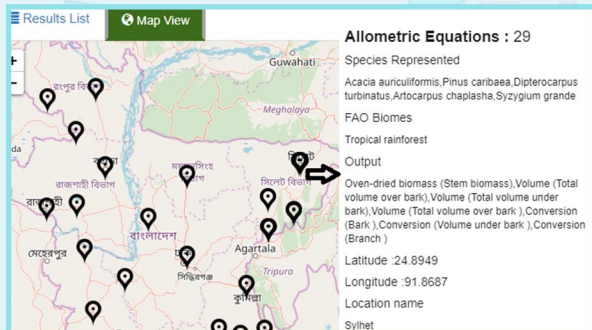 Results List
Map View
Guwahati
রংপুর বি
Meghalaya
রাজশাহী বিভাগ
সিলেট বিভাগ
বাংলাদেশ
মেহেরপুর
Agartala
সিদ্ধিরগঞ্জ
Tripura
কুমিল্লা
Allometric Equations : 29
Species Represented
Acacia auriculiformis,Pinus caribaea,Dipterocarpus
turbinatus,Artocarpus chaplasha,Syzygium grande
FAO Biomes
Tropical rainforest
Output
Oven-dried biomass (Stem biomass),Volume (Total
volume over bark),Volume (Total volume under
bark),Volume (Total volume over bark ),Conversion
(Bark ),Conversion (Volume under bark ),Conversion
(Branch )
Latitude :24.8949
Longitude :91.8687
Location name
Sylhet